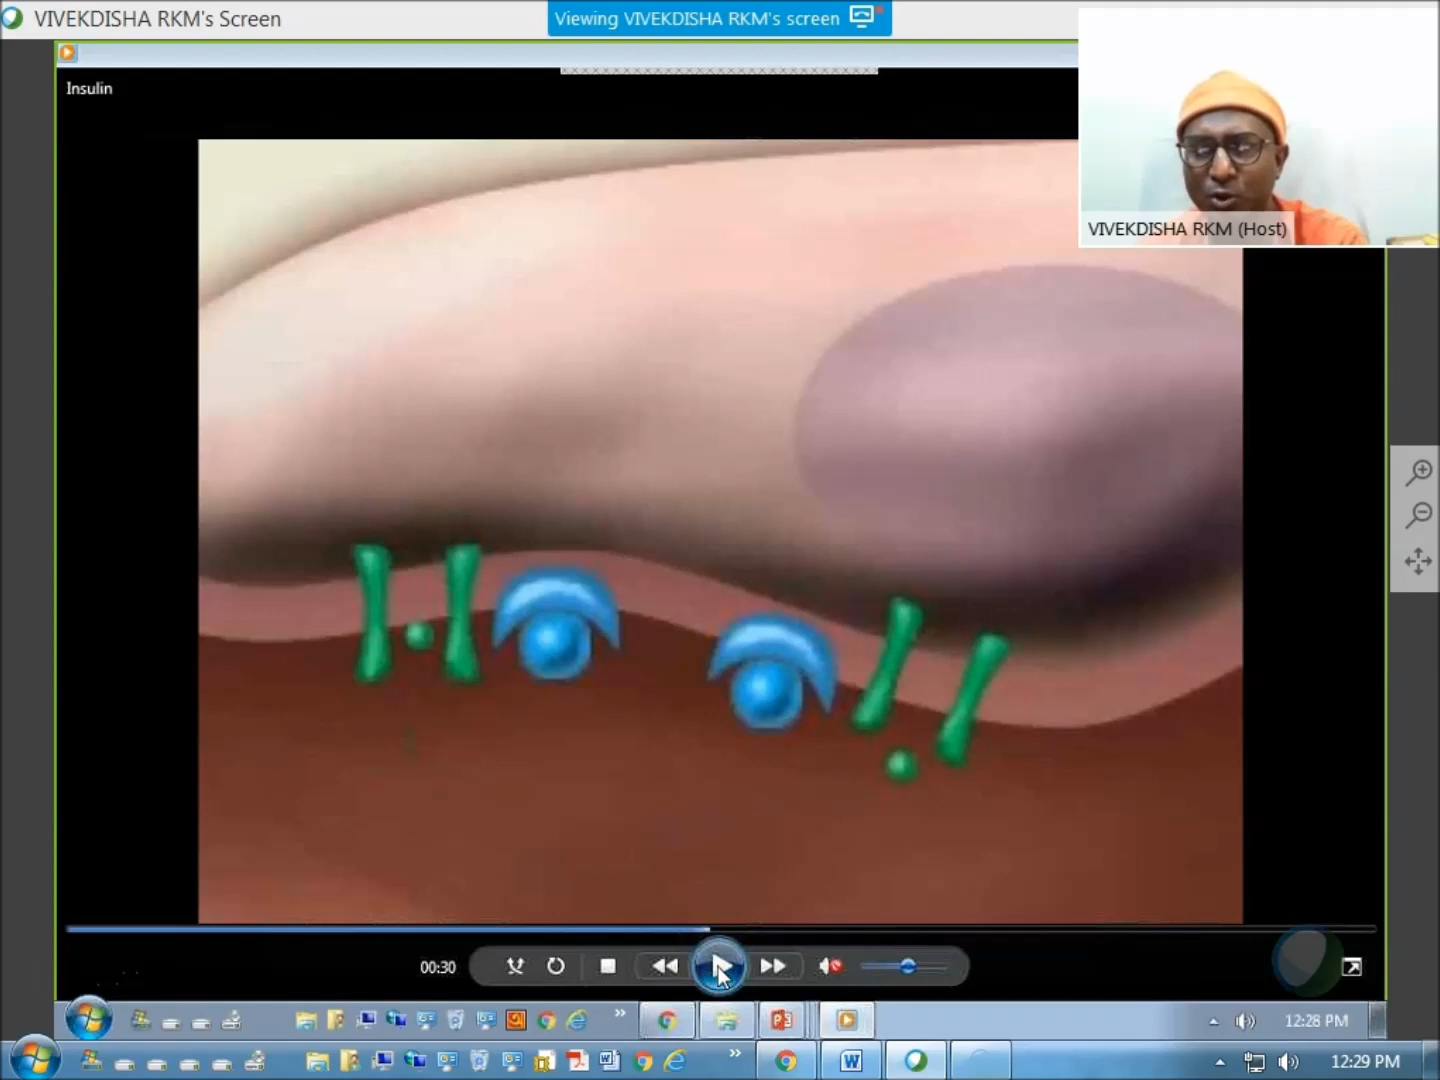 VIVEKDISHA RKM's Screen
Viewing VIVEKDISHA RKM's screen
Insulin
VIVEKDISHA RKM (Host)
00:30
12:28 PM
12:29 PM